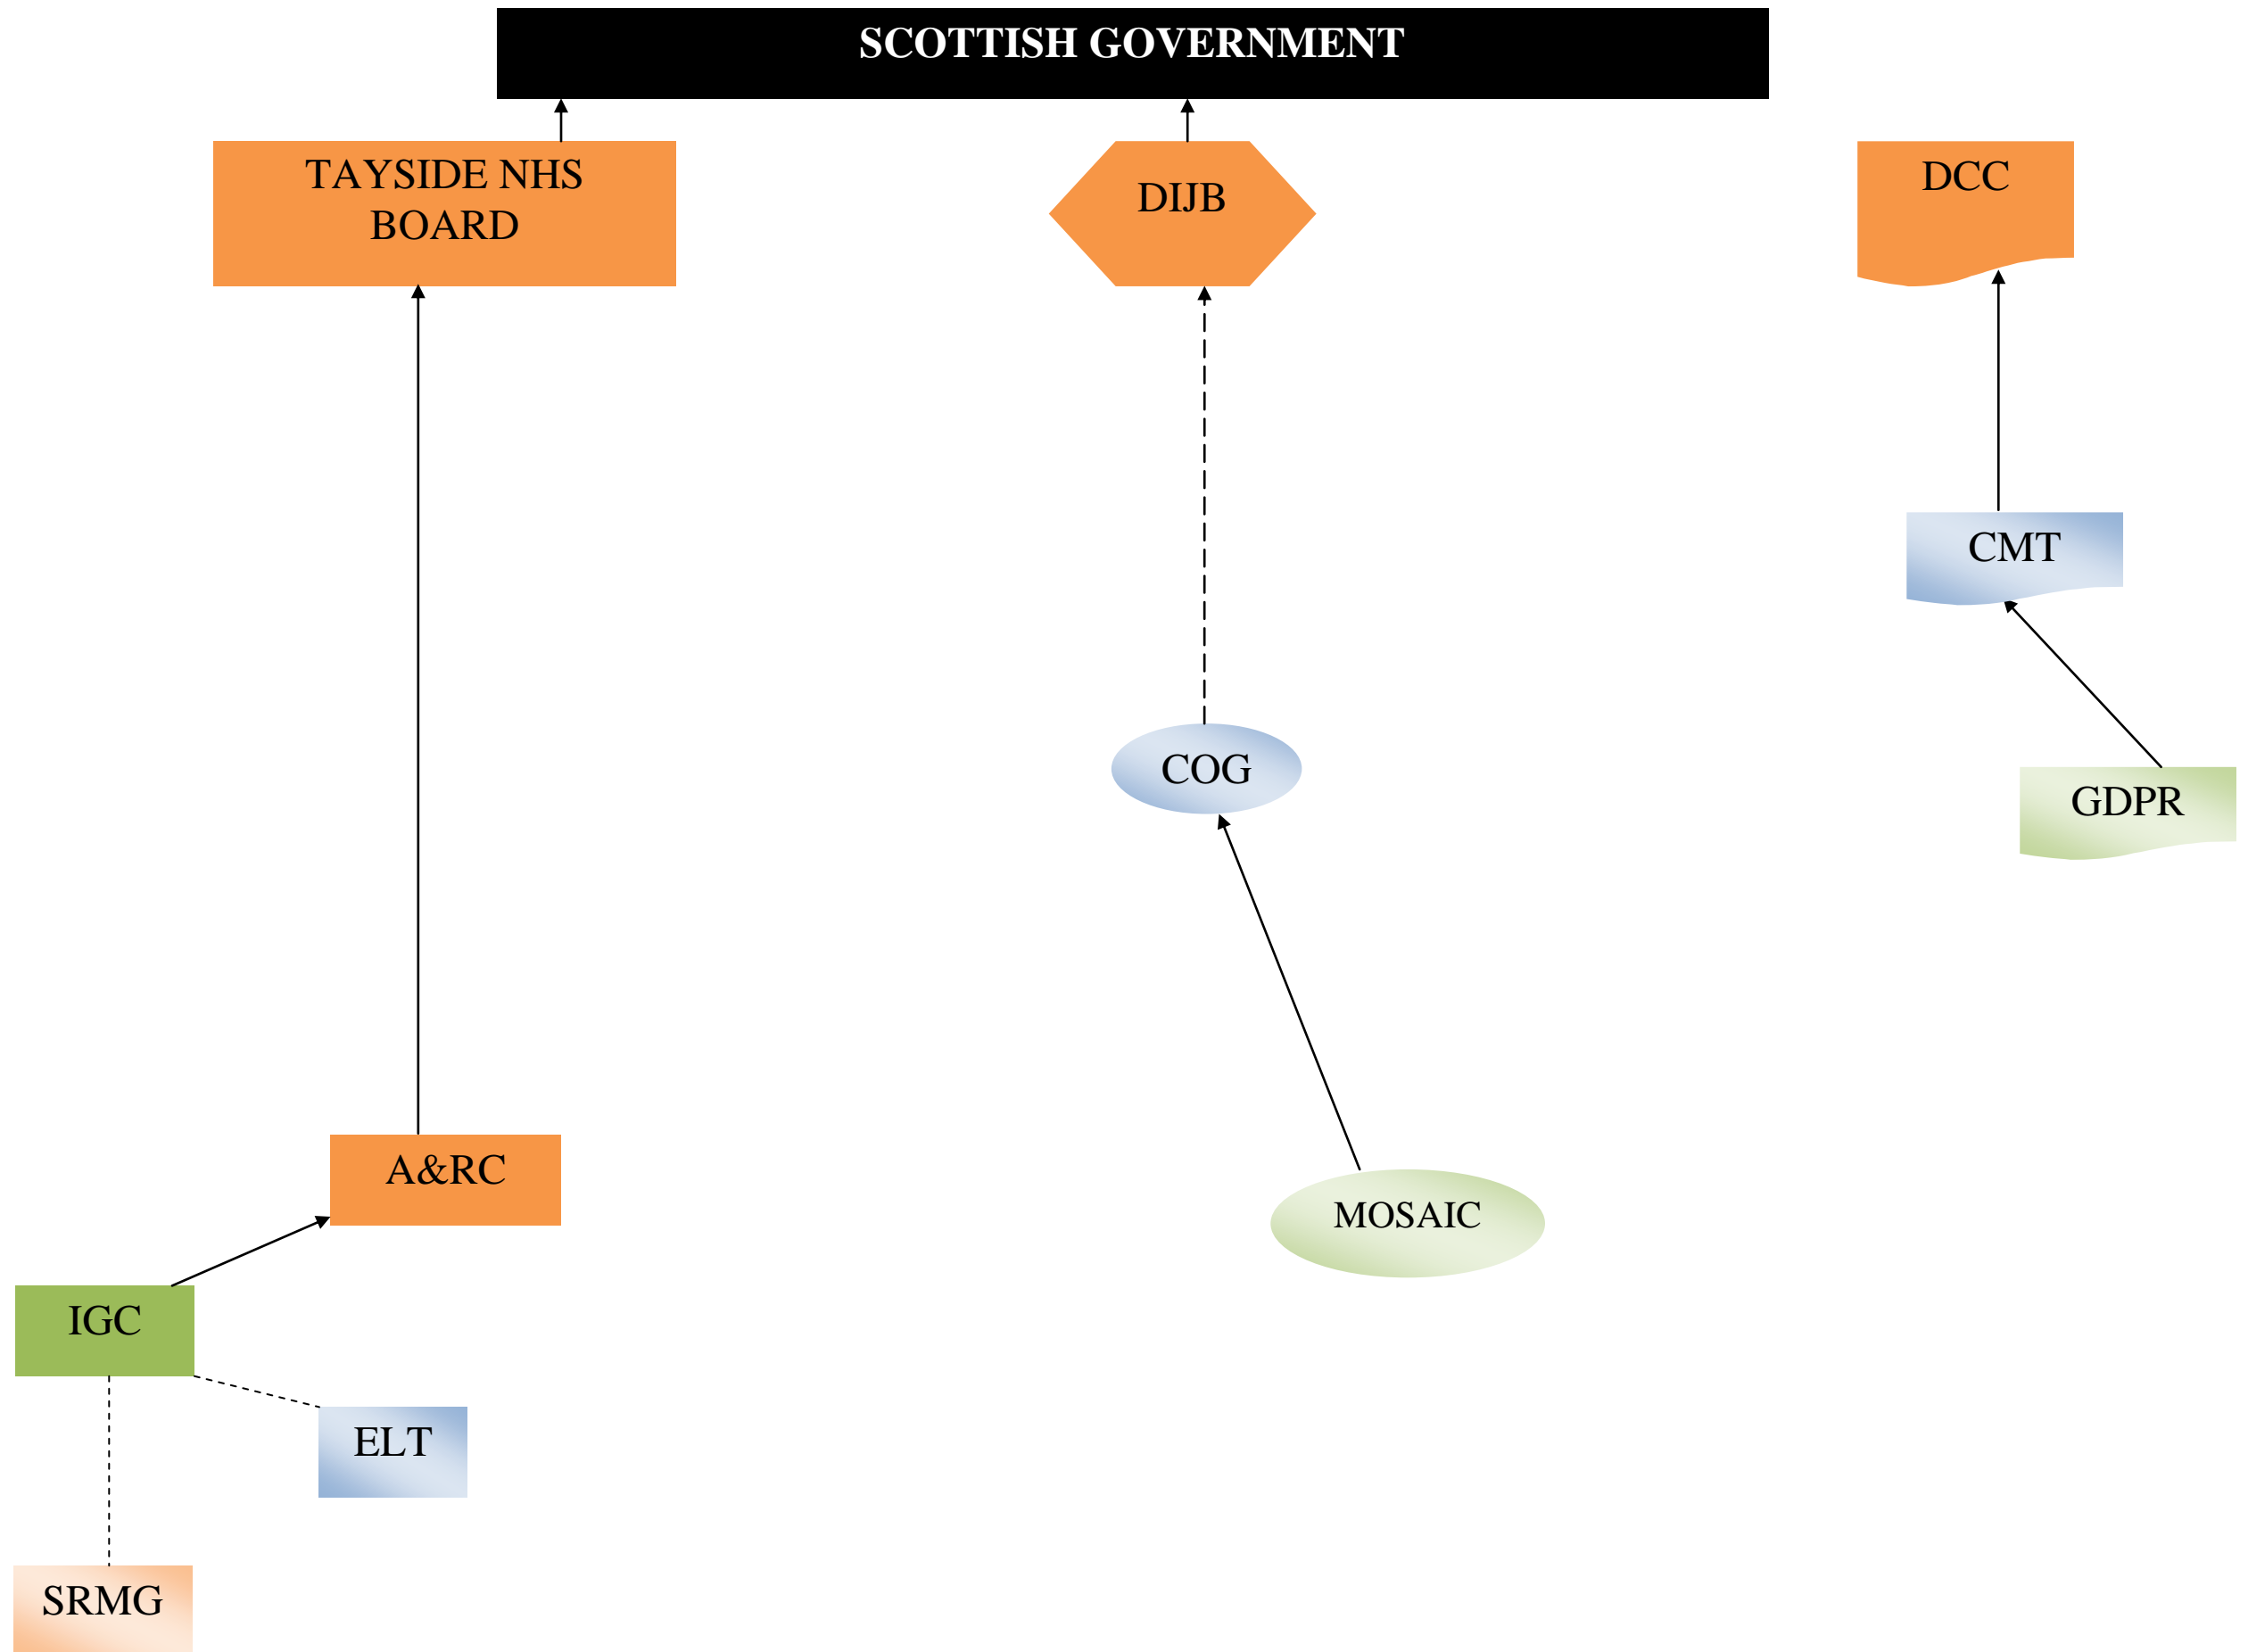 SCOTTISH GOVERNMENT
TAYSIDE NHS
BOARD
DIJB
DCC
CMT
COG
GDPR
A&RC
MOSAIC
IGC
ELT
SRMG